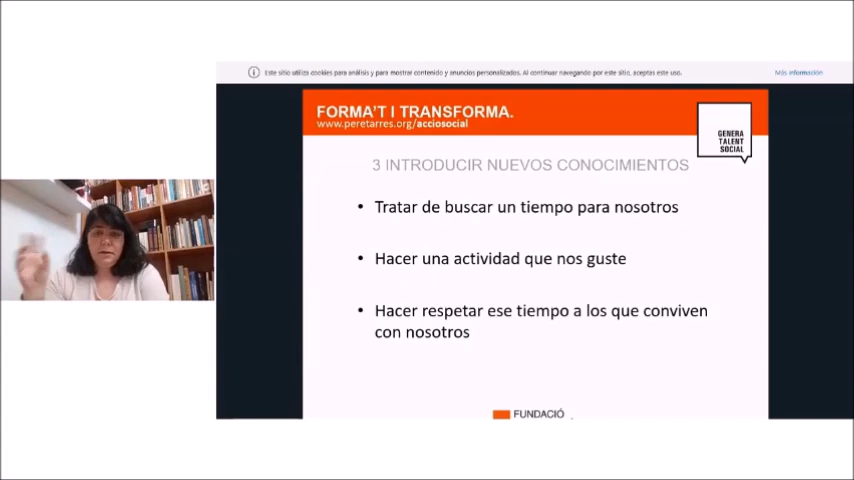 Este sitio utiliza cookies para análisis y para mostrar contenido y anuncios personalizados. Al continuar navegando por este sitio, aceptas este uso.
Más información
FORMA'T I TRANSFORMA.
www.peretarres.org/acciosocial
GENERA
TALENT
SOCIAL
3 INTRODUCIR NUEVOS CONOCIMIENTOS
• Tratar de buscar un tiempo para nosotros
• Hacer una actividad que nos guste
• Hacer respetar ese tiempo a los que conviven
con nosotros
FUNDACIÓ